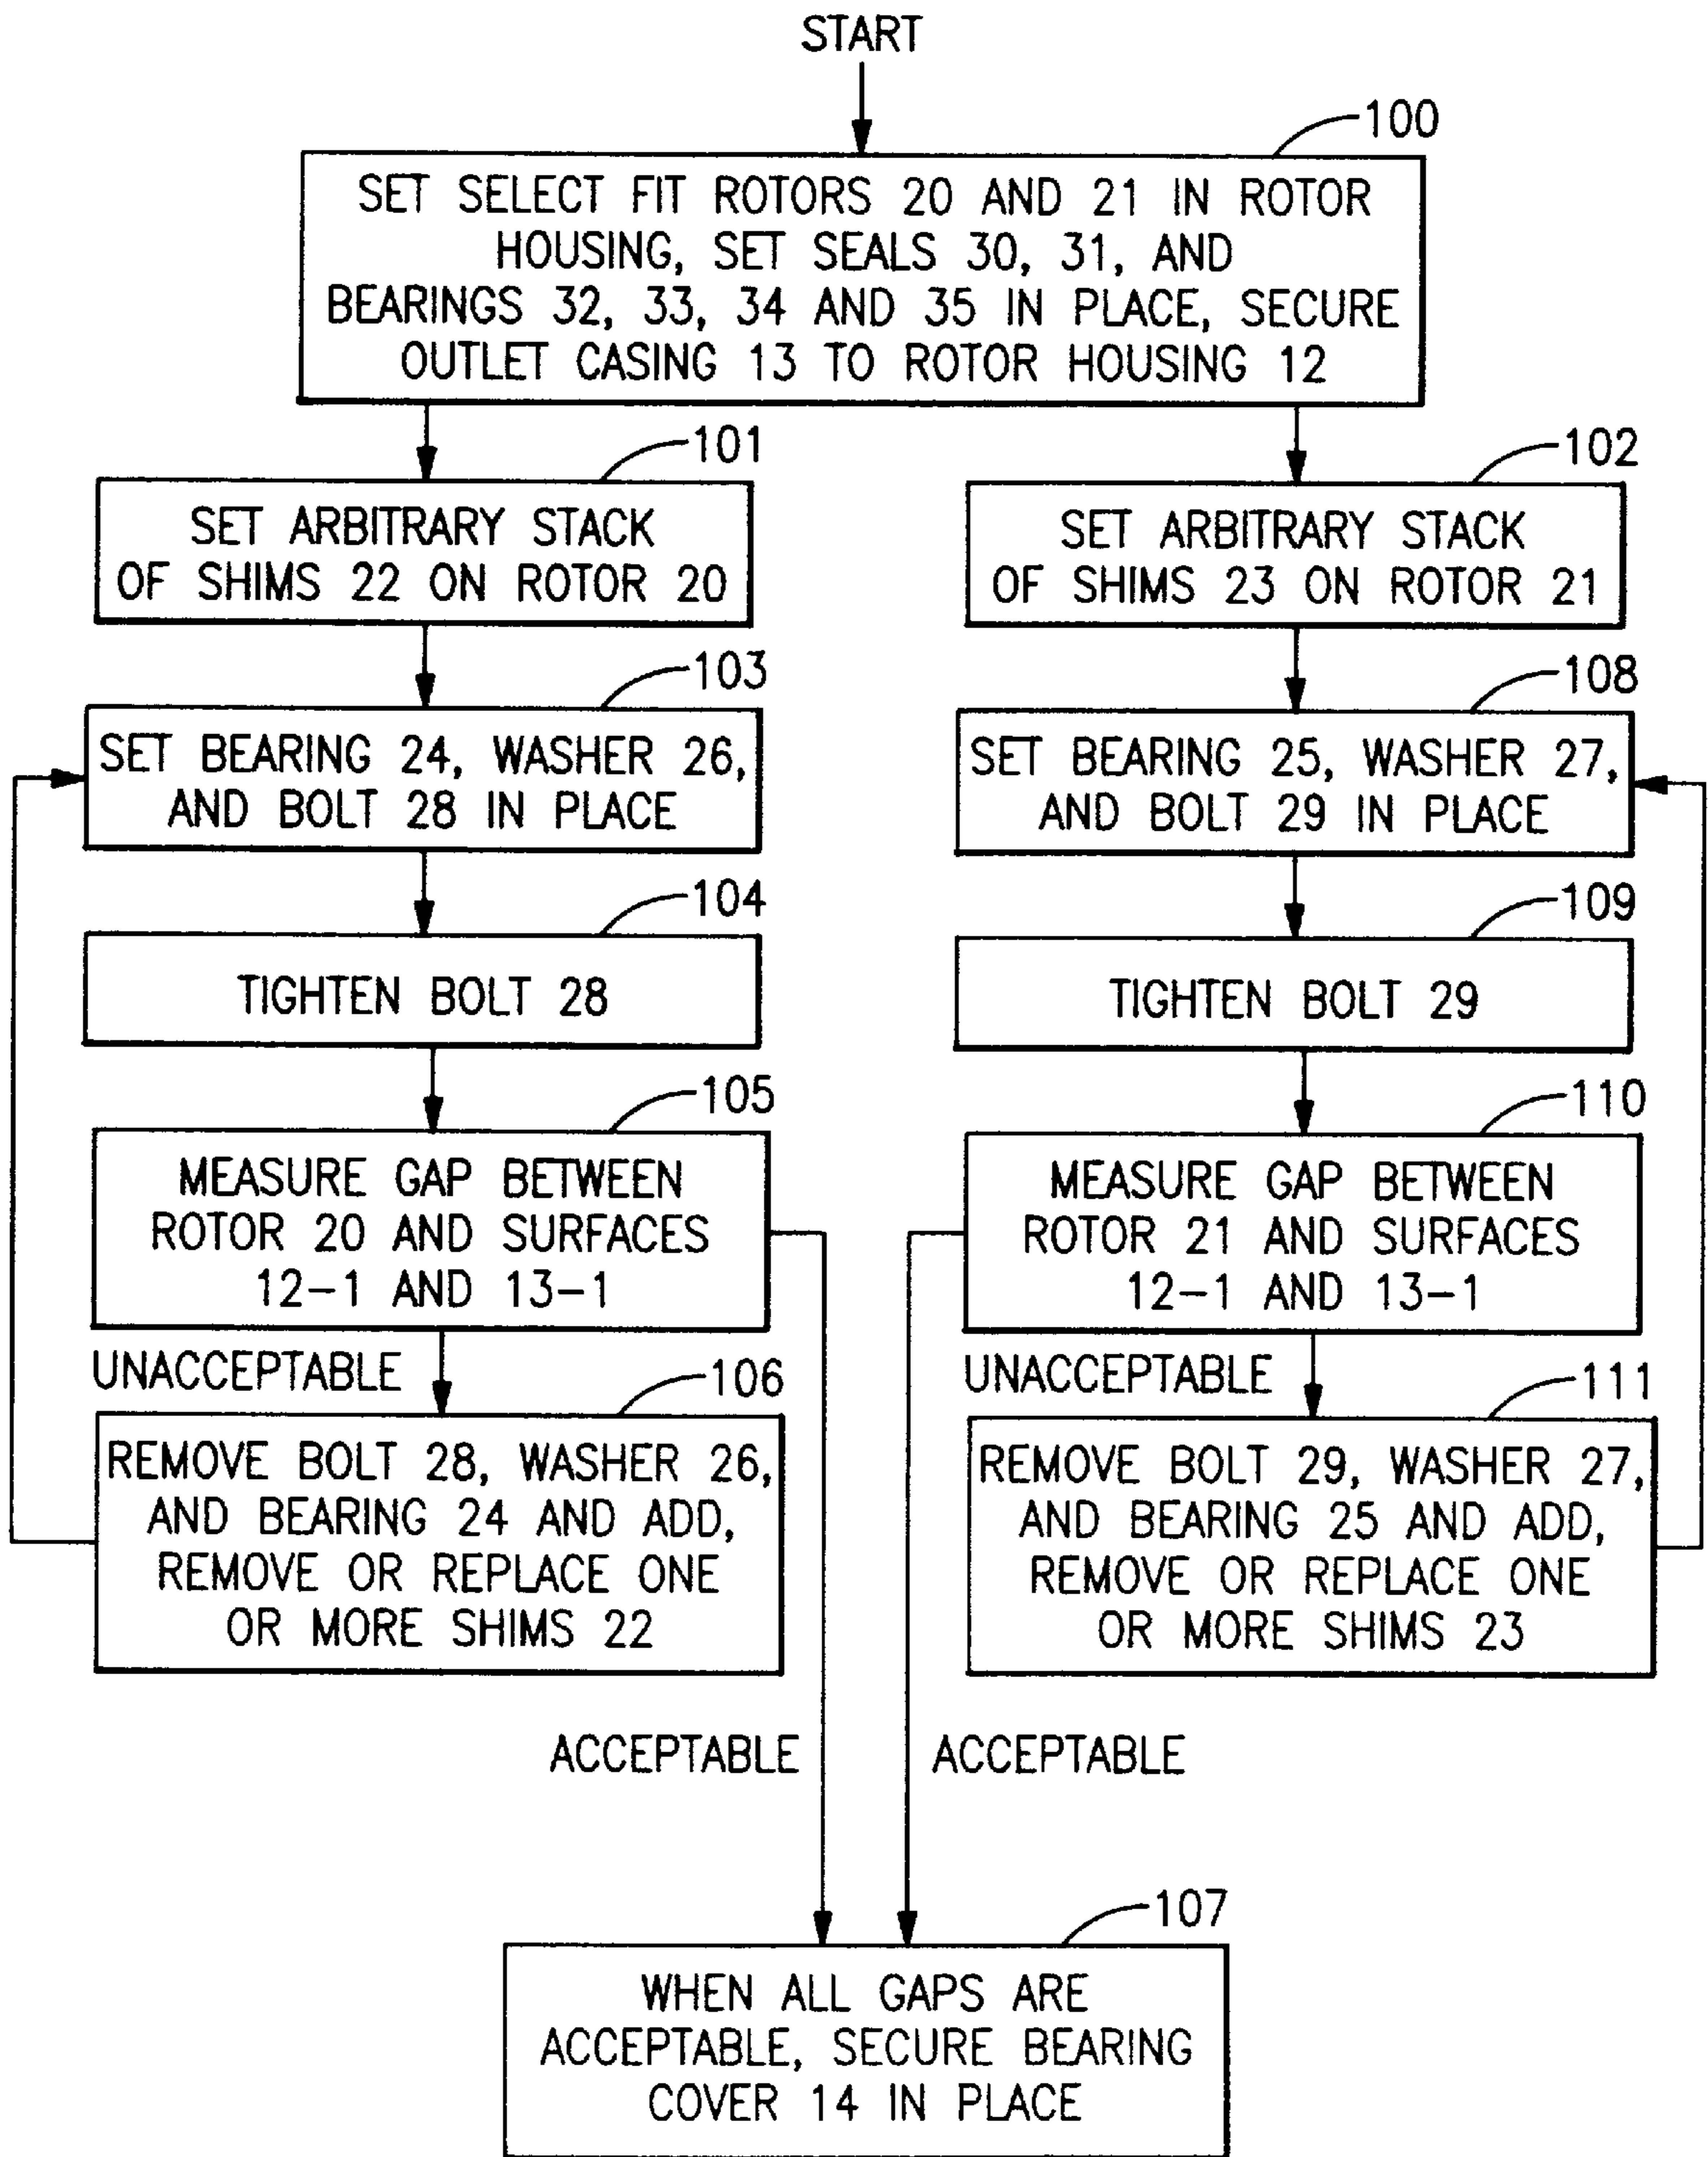 START
100
SET SELECT FIT ROTORS 20 AND 21 IN ROTOR
HOUSING, SET SEALS 30, 31, AND
BEARINGS 32, 33, 34 AND 35 IN PLACE, SECURE
OUTLET CASING 13 TO ROTOR HOUSING 12
101
SET ARBITRARY STACK
OF SHIMS 22 ON ROTOR 20
102
SET ARBITRARY STACK
OF SHIMS 23 ON ROTOR 21
103
SET BEARING 24, WASHER 26,
AND BOLT 28 IN PLACE
108
SET BEARING 25, WASHER 27,
AND BOLT 29 IN PLACE
104
TIGHTEN BOLT 28
109
TIGHTEN BOLT 29
105
MEASURE GAP BETWEEN
ROTOR 20 AND SURFACES
12-1 AND 13-1
110
MEASURE GAP BETWEEN
ROTOR 21 AND SURFACES
12-1 AND 13-1
UNACCEPTABLE
106
REMOVE BOLT 28, WASHER 26,
AND BEARING 24 AND ADD,
REMOVE OR REPLACE ONE
OR MORE SHIMS 22
UNACCEPTABLE
111
REMOVE BOLT 29, WASHER 27,
AND BEARING 25 AND ADD,
REMOVE OR REPLACE ONE
OR MORE SHIMS 23
ACCEPTABLE
ACCEPTABLE
107
WHEN ALL GAPS ARE
ACCEPTABLE, SECURE BEARING
COVER 14 IN PLACE